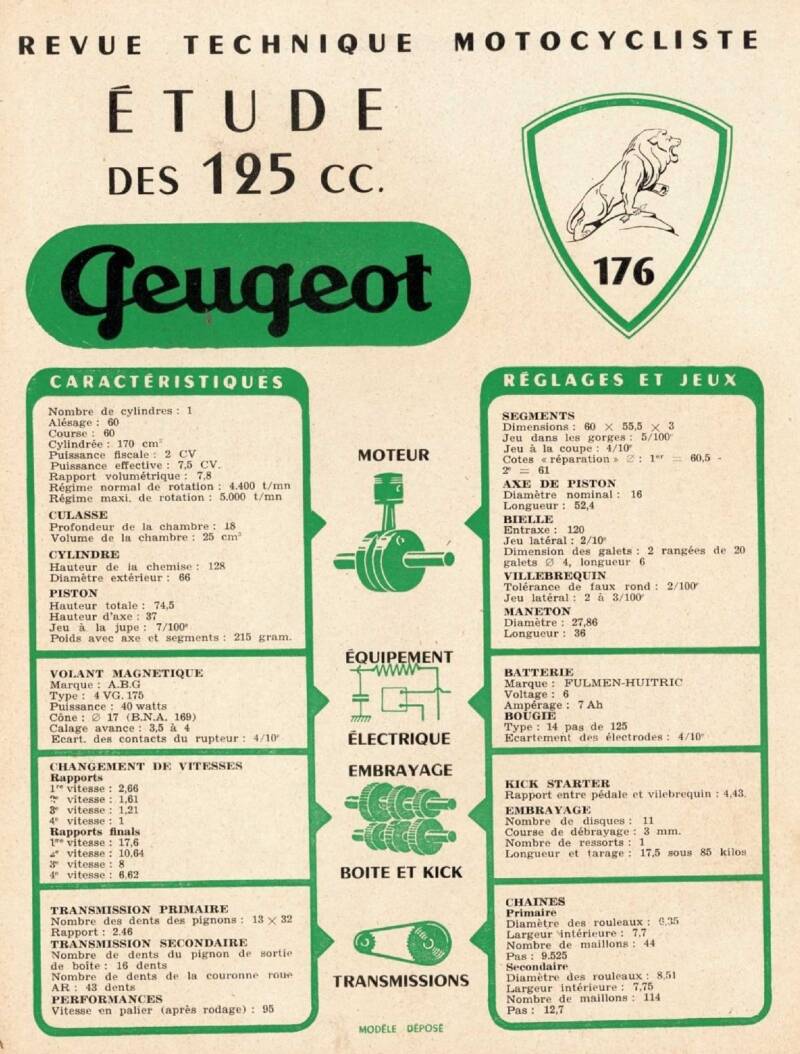 REVUE TECHNIQUE MOTOCYCLISTE
ÉTUDE
DES 125 CC.
Peugeot
176
CARACTÉRISTIQUES
Nombre de cylindres : 1
Alésage : 60
Course : 60
Cylindrée : 170 cm³
Puissance fiscale : 2 CV
Puissance effective : 7,5 CV.
Rapport volumétrique : 7,8
Régime normal de rotation : 4.400 t/mn
Régime maxi. de rotation : 5.000 t/mn
CULASSE
Profondeur de la chambre : 18
Volume de la chambre : 25 cm³
CYLINDRE
Hauteur de la chemise : 128
Diamètre extérieur : 66
PISTON
Hauteur totale : 74,5
Hauteur d'axe : 37
Jeu à la jupe : 7/100ᵉ
Poids avec axe et segments : 215 gram.
VOLANT MAGNETIQUE
Marque : A.B.G
Type : 4 VG. 175
Puissance : 40 watts
Cône : ∅ 17 (B.N.A. 169)
Calage avance : 3,5 à 4
Ecart. des contacts du rupteur : 4/10ᵉ
CHANGEMENT DE VITESSES
Rapports
1ʳᵉ vitesse : 2,66
vitesse : 1,61
3ᵉ vitesse : 1,21
4ᵉ vitesse : 1
Rapports finals
1ʳᵉ vitesse : 17,6
vitesse : 10,64
3ᵉ vitesse : 8
4ᵉ vitesse : 6,62
TRANSMISSION PRIMAIRE
Nombre des dents des pignons : 13 × 32
Rapport : 2.46
TRANSMISSION SECONDAIRE
Nombre de dents du pignon de sortie
de boîte : 16 dents
Nombre de dents de la couronne roue
AR : 43 dents
PERFORMANCES
Vitesse en palier (après rodage) : 95
MOTEUR
ÉQUIPEMENT
ÉLECTRIQUE
EMBRAYAGE
BOITE ET KICK
TRANSMISSIONS
RÉGLAGES ET JEUX
SEGMENTS
Dimensions : 60 × 55,5 × 3
Jeu dans les gorges : 5/100ᵉ
Jeu à la coupe : 4/10ᵉ
Cotes « réparation » ∅ : 1ᵉʳ = 60,5 -
2ᵉ = 61
AXE DE PISTON
Diamètre nominal : 16
Longueur : 52,4
BIELLE
Entraxe : 120
Jeu latéral : 2/10ᵉ
Dimension des galets : 2 rangées de 20
galets ∅ 4, longueur 6
VILLEBREQUIN
Tolérance de faux rond : 2/100ᵉ
Jeu latéral : 2 à 3/100ᵉ
MANETON
Diamètre : 27,86
Longueur : 36
BATTERIE
Marque : FULMEN-HUITRIC
Voltage : 6
Ampérage : 7 Ah
BOUGIE
Type : 14 pas de 125
Ecartement des électrodes : 4/10ᵉ
KICK STARTER
Rapport entre pédale et vilebrequin : 4,43.
EMBRAYAGE
Nombre de disques : 11
Course de débrayage : 3 mm.
Nombre de ressorts : 1
Longueur et tarage : 17,5 sous 85 kilos
CHAINES
Primaire
Diamètre des rouleaux : 6,35
Largeur intérieure : 7,7
Nombre de maillons : 44
Pas : 9.525
Secondaire
Diamètre des rouleaux : 8,51
Largeur intérieure : 7,75
Nombre de maillons : 114
Pas : 12,7
MODÈLE DÉPOSÉ